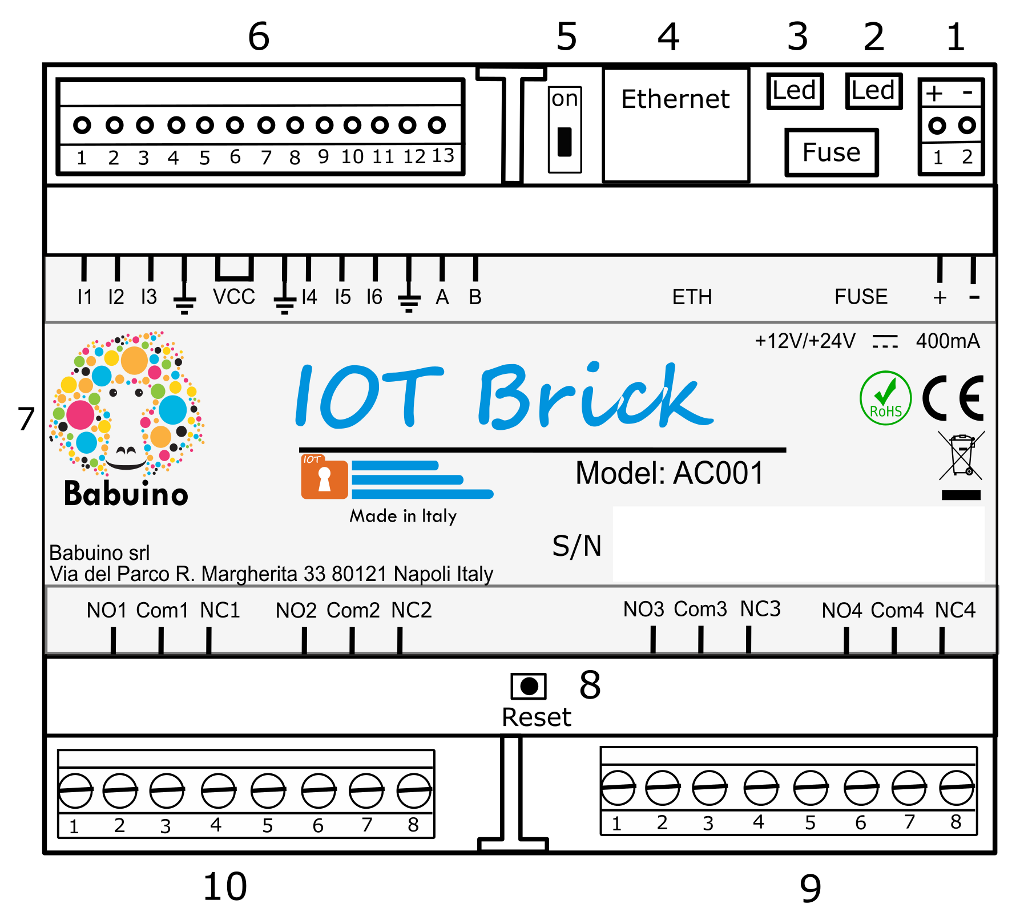 6 5 4 3 2 1
on Ethernet Led Led + -
Fuse
1 2 3 4 5 6 7 8 9 10 11 12 13 1 2
I1 I2 I3 VCC I4 I5 I6 A B ETH FUSE + -
+12V/+24V 400mA
IOT Brick
RoHS CE
7
IOT
Model: AC001
Babuino
Made in Italy
S/N
Babuino srl
Via del Parco R. Margherita 33 80121 Napoli Italy
NO1 Com1 NC1 NO2 Com2 NC2 NO3 Com3 NC3 NO4 Com4 NC4
8
Reset
1 2 3 4 5 6 7 8 1 2 3 4 5 6 7 8
10 9